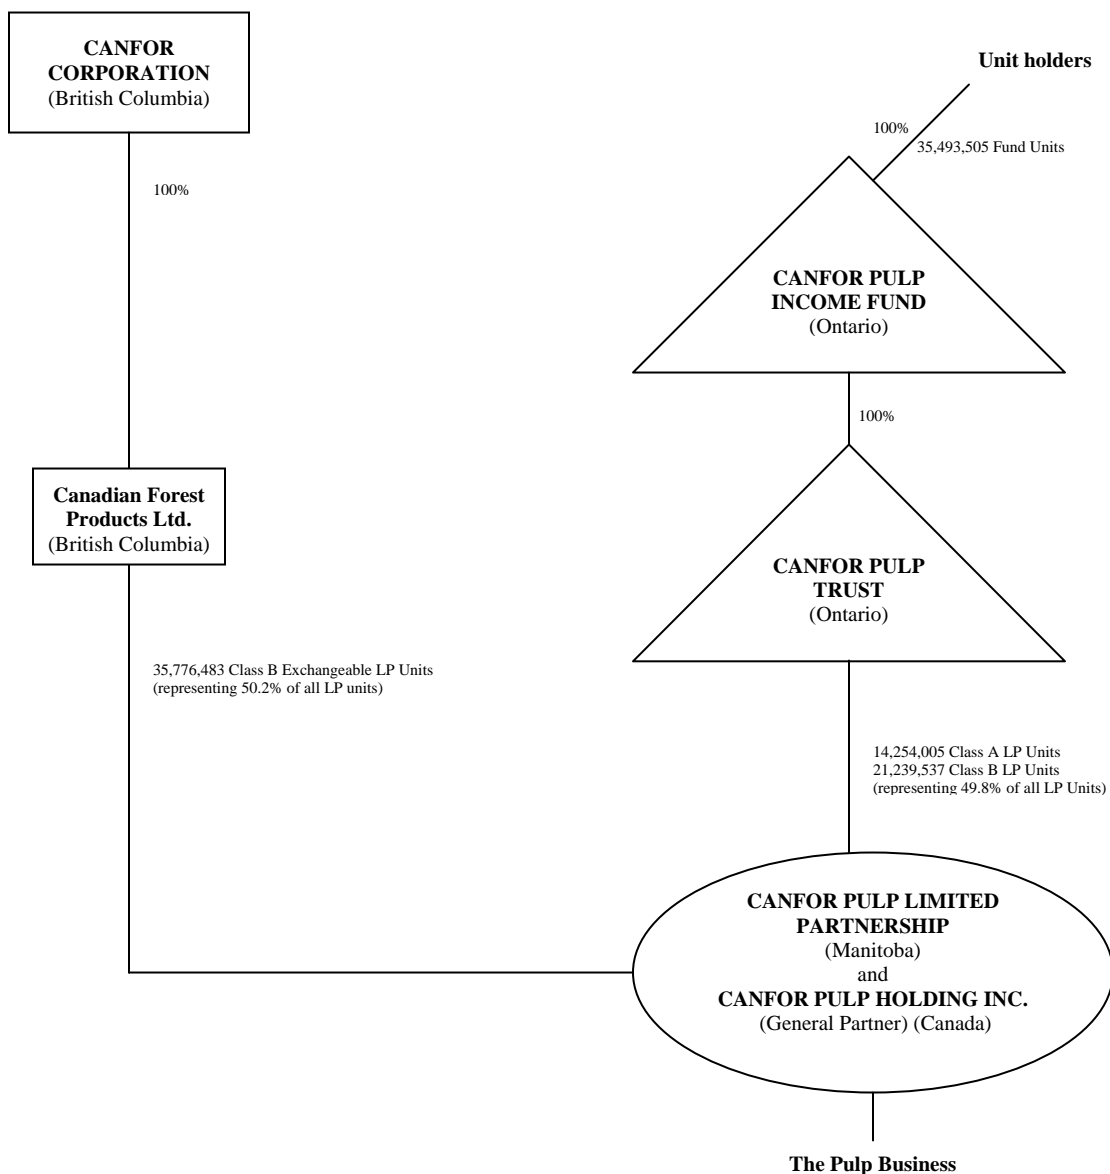 CANFOR
CORPORATION
(British Columbia)
Unit holders
100%
35,493,505 Fund Units
100%
CANFOR PULP
INCOME FUND
(Ontario)
100%
Canadian Forest
Products Ltd.
(British Columbia)
CANFOR PULP
TRUST
(Ontario)
35,776,483 Class B Exchangeable LP Units
(representing 50.2% of all LP units)
14,254,005 Class A LP Units
21,239,537 Class B LP Units
(representing 49.8% of all LP Units)
CANFOR PULP LIMITED
PARTNERSHIP
(Manitoba)
and
CANFOR PULP HOLDING INC.
(General Partner) (Canada)
The Pulp Business